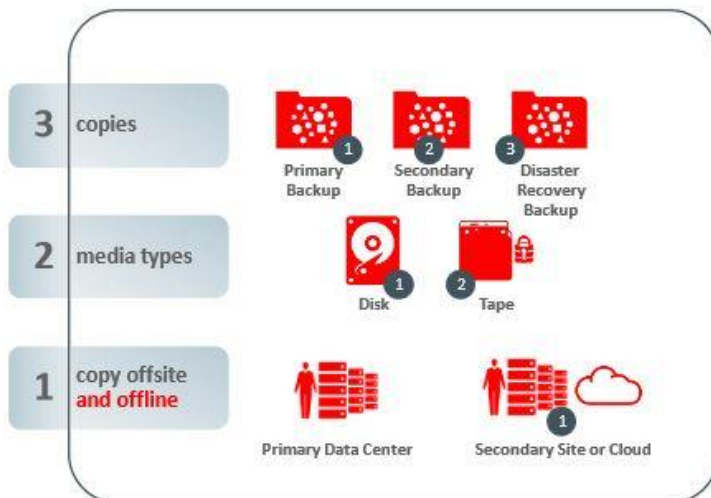 3 copies
1
2
3
Primary
Backup
Secondary
Backup
Disaster
Recovery
Backup
2 media types
1
2
Disk
Tape
1 copy offsite
and offline
1
Primary Data Center
Secondary Site or Cloud